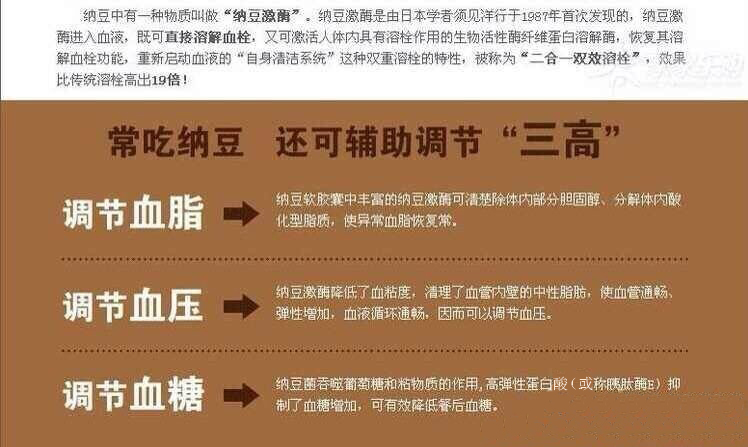 纳豆中有一种物质叫做“纳豆激酶”。纳豆激酶是由日本学者须见洋行于1987年首次发现的，纳豆激
酶进入血液，既可直接溶解血栓，又可激活人体内具有溶栓作用的生物活性酶纤维蛋白溶解酶，恢复其溶
解血栓功能，重新启动血液的“自身清洁系统”这种双重溶栓的特性，被称为“二合一双效溶栓”，效果
比传统溶栓高出19倍！
常吃纳豆 还可辅助调节“三高”
调节血脂
纳豆软胶囊中丰富的纳豆激酶可清楚除体内部分胆固醇、分解体内酸
化型脂质，使异常血脂恢复常。
调节血压
纳豆激酶降低了血粘度，清理了血管内壁的中性脂肪，使血管通畅、
弹性增加，血液循环通畅，因而可以调节血压。
调节血糖
纳豆菌吞噬葡萄糖和粘物质的作用,高弹性蛋白酸（或称胰肽酶E）抑
制了血糖增加，可有效降低餐后血糖。